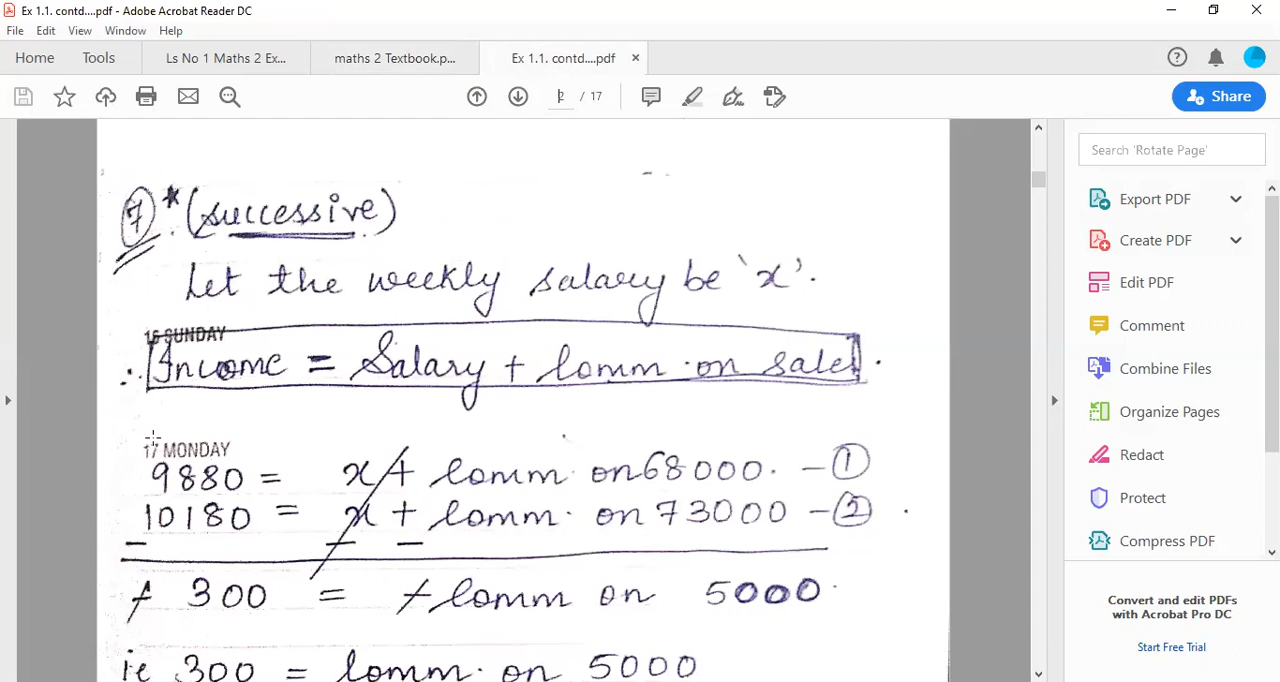 Ex 1.1. contd....pdf - Adobe Acrobat Reader DC
File Edit View Window Help
Home Tools Ls No 1 Maths 2 Ex... maths 2 Textbook.p... Ex 1.1. contd....pdf ×
2 / 17
Share
7 * (successive)
Let the weekly salary be 'x'.
16 SUNDAY
∴ Income = Salary + Comm. on sales.
17 MONDAY
9880 = x + Comm. on 68000. - 1
10180 = x + Comm. on 73000 - 2
- - -
300 = + Comm on 5000.
ie 300 = Comm. on 5000
Search 'Rotate Page'
Export PDF
Create PDF
Edit PDF
Comment
Combine Files
Organize Pages
Redact
Protect
Compress PDF
Convert and edit PDFs
with Acrobat Pro DC
Start Free Trial